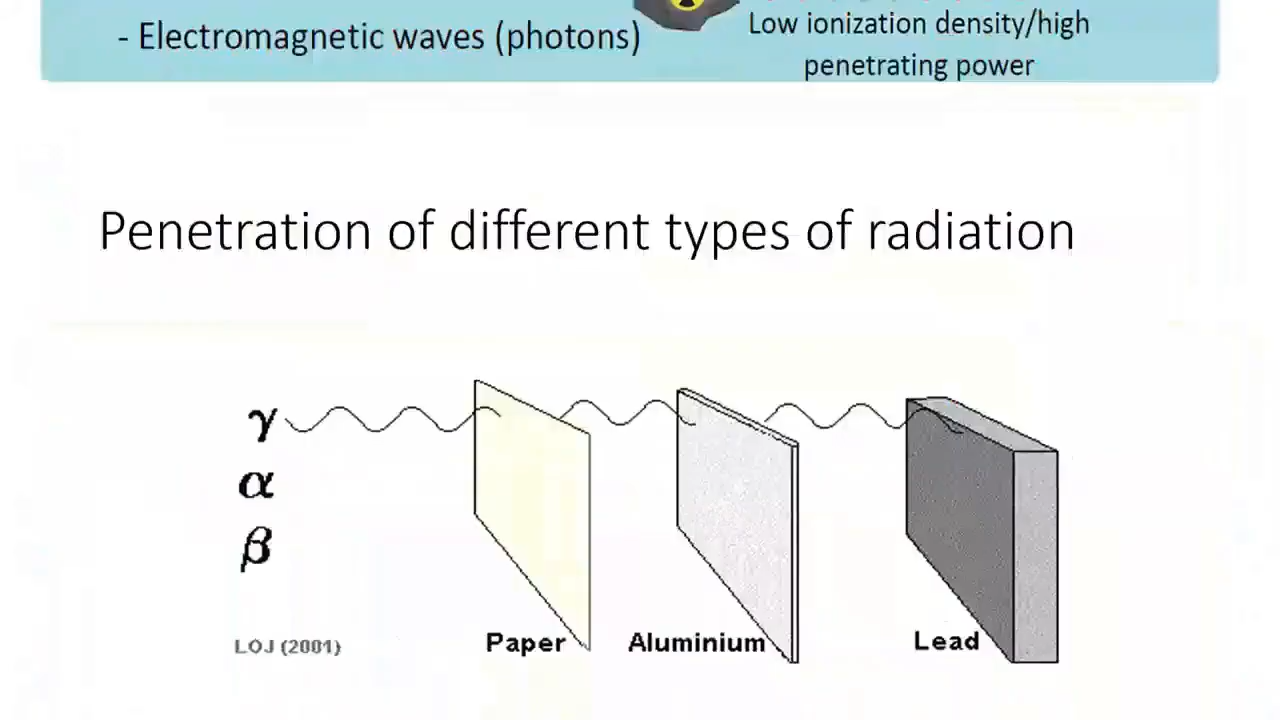 - Electromagnetic waves (photons)
Low ionization density/high
penetrating power
Penetration of different types of radiation
γ
α
β
LOJ (2001)
Paper
Aluminium
Lead